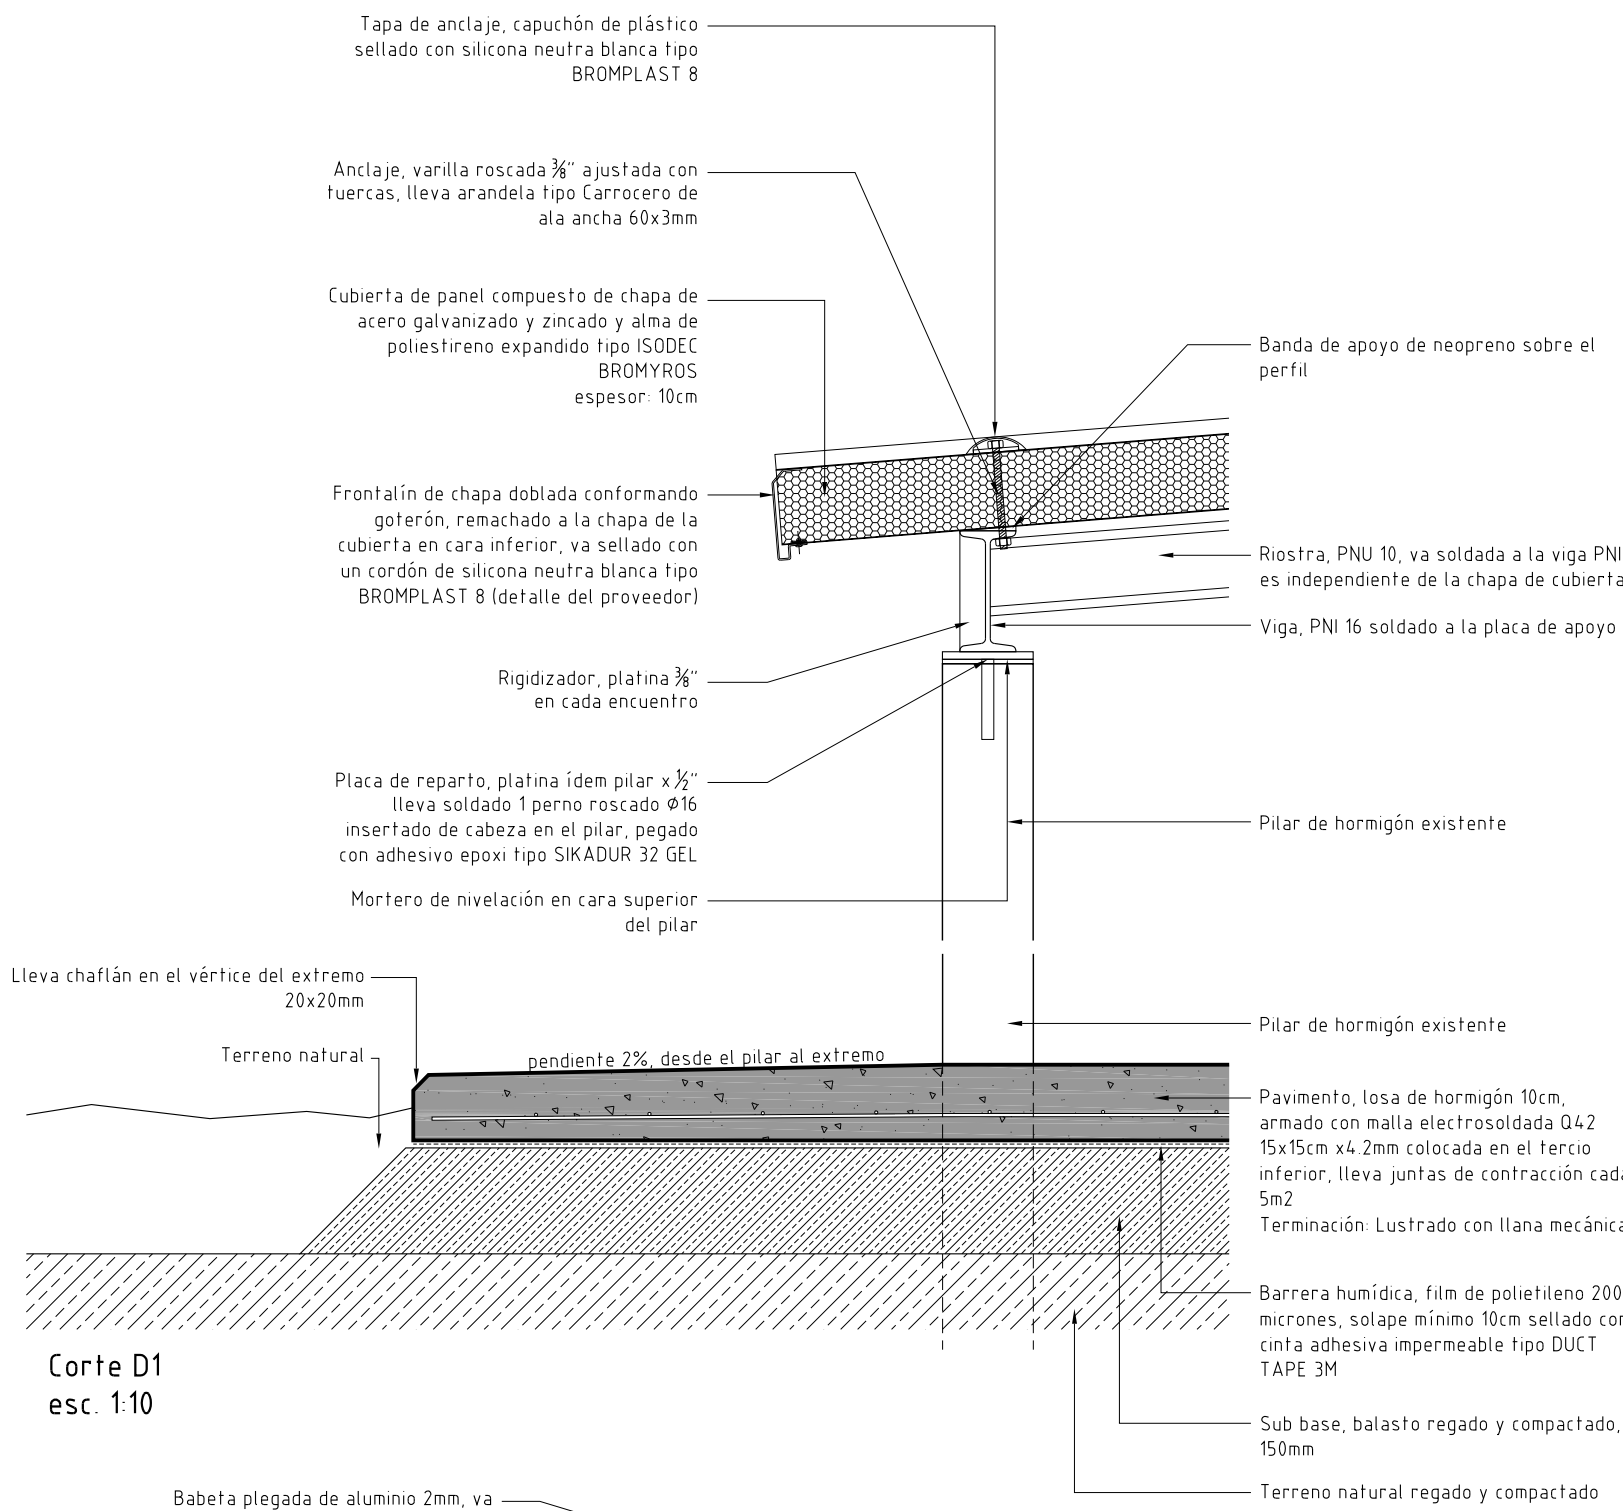 Tapa de anclaje, capuchón de plástico
sellado con silicona neutra blanca tipo
BROMPLAST 8
Anclaje, varilla roscada ⅜" ajustada con
tuercas, lleva arandela tipo Carrocero de
ala ancha 60x3mm
Cubierta de panel compuesto de chapa de
acero galvanizado y zincado y alma de
poliestireno expandido tipo ISODEC
BROMYROS
espesor: 10cm
Frontalín de chapa doblada conformando
goterón, remachado a la chapa de la
cubierta en cara inferior, va sellado con
un cordón de silicona neutra blanca tipo
BROMPLAST 8 (detalle del proveedor)
Rigidizador, platina ⅜"
en cada encuentro
Placa de reparto, platina ídem pilar x ½"
lleva soldado 1 perno roscado Ø16
insertado de cabeza en el pilar, pegado
con adhesivo epoxi tipo SIKADUR 32 GEL
Mortero de nivelación en cara superior
del pilar
Lleva chaflán en el vértice del extremo
20x20mm
Terreno natural
pendiente 2%, desde el pilar al extremo
Banda de apoyo de neopreno sobre el
perfil
Riostra, PNU 10, va soldada a la viga PNI
es independiente de la chapa de cubierta
Viga, PNI 16 soldado a la placa de apoyo
Pilar de hormigón existente
Pilar de hormigón existente
Pavimento, losa de hormigón 10cm,
armado con malla electrosoldada Q42
15x15cm x4.2mm colocada en el tercio
inferior, lleva juntas de contracción cada
5m2
Terminación: Lustrado con llana mecánica
Barrera humídica, film de polietileno 200
micrones, solape mínimo 10cm sellado con
cinta adhesiva impermeable tipo DUCT
TAPE 3M
Sub base, balasto regado y compactado,
150mm
Terreno natural regado y compactado
Corte D1
esc. 1:10
Babeta plegada de aluminio 2mm, va